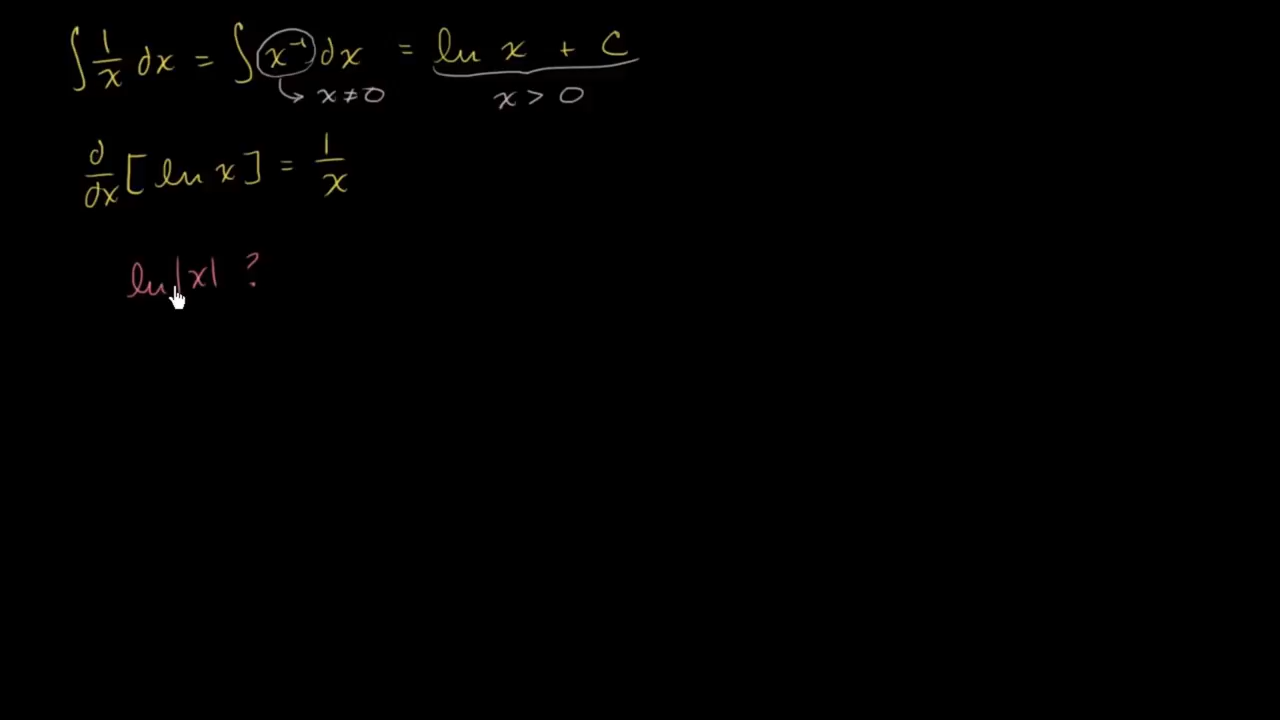 ∫ 1/x dx = ∫ x⁻¹ dx = ln x + C
x ≠ 0
x > 0
d/dx [ ln x ] = 1/x
ln |x| ?